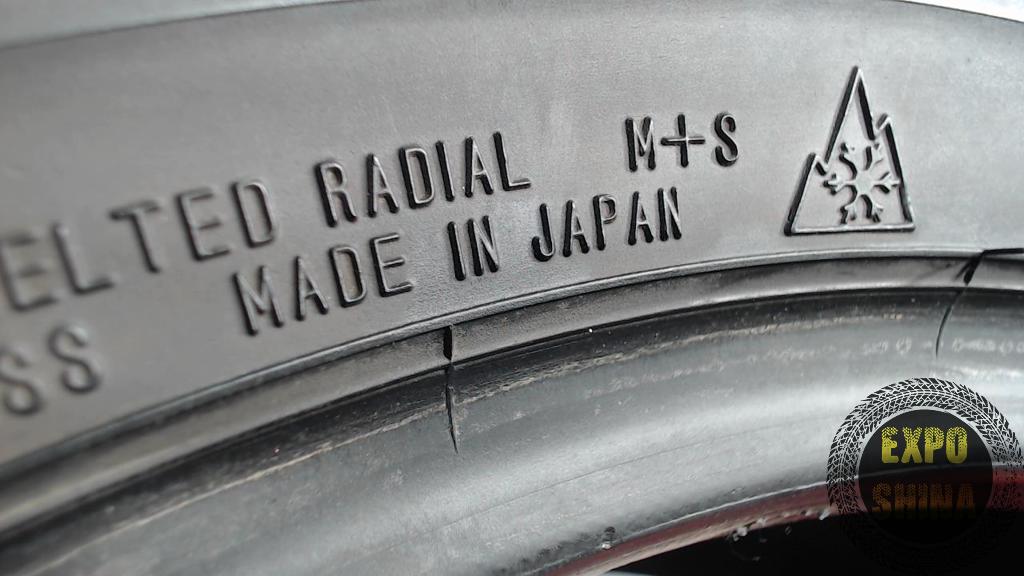 ELTED RADIAL M+S
SS MADE IN JAPAN
EXPO
SHINA